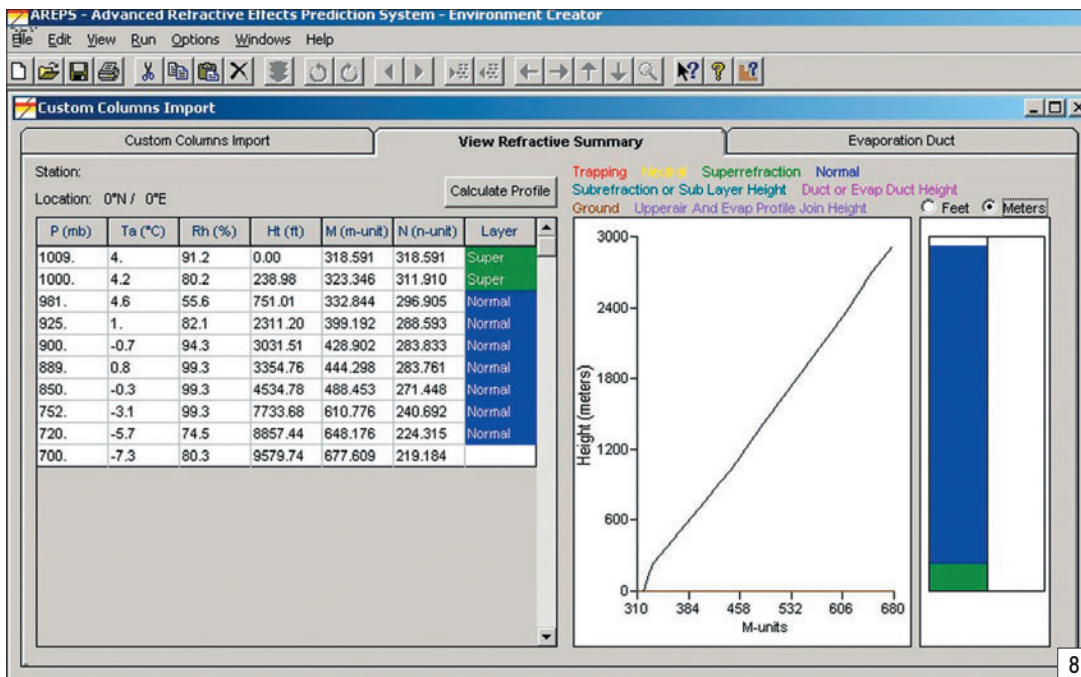 AREPS - Advanced Refractive Effects Prediction System - Environment Creator
File Edit View Run Options Windows Help
Custom Columns Import
Custom Columns Import View Refractive Summary Evaporation Duct
Station:
Location: 0°N / 0°E
Calculate Profile
Trapping Neutral Superrefraction Normal
Subrefraction or Sub Layer Height Duct or Evap Duct Height
Ground Upperair And Evap Profile Join Height
Feet Meters
P (mb) Ta (°C) Rh (%) Ht (ft) M (m-unit) N (n-unit) Layer
1009. 4. 91.2 0.00 318.591 318.591 Super
1000. 4.2 80.2 238.98 323.346 311.910 Super
981. 4.6 55.6 751.01 332.844 296.905 Normal
925. 1. 82.1 2311.20 399.192 288.593 Normal
900. -0.7 94.3 3031.51 428.902 283.833 Normal
889. 0.8 99.3 3354.76 444.298 283.761 Normal
850. -0.3 99.3 4534.78 488.453 271.448 Normal
752. -3.1 99.3 7733.68 610.776 240.692 Normal
720. -5.7 74.5 8857.44 648.176 224.315 Normal
700. -7.3 80.3 9579.74 677.609 219.184
Height (meters)
3000
2400
1800
1200
600
0
310 384 458 532 606 680
M-units
8